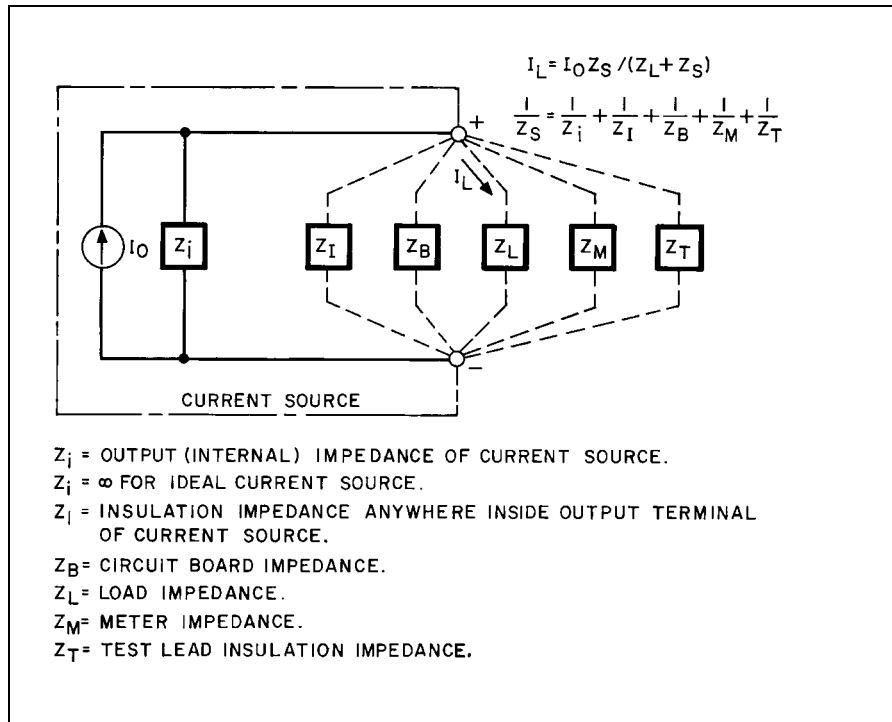 I_L = I_O Z_S /(Z_L + Z_S)
1/Z_S = 1/Z_i + 1/Z_I + 1/Z_B + 1/Z_M + 1/Z_T
+
I_L
I_O
Z_i
Z_I
Z_B
Z_L
Z_M
Z_T
−
CURRENT SOURCE
Z_i = OUTPUT (INTERNAL) IMPEDANCE OF CURRENT SOURCE.
Z_i = ∞ FOR IDEAL CURRENT SOURCE.
Z_I = INSULATION IMPEDANCE ANYWHERE INSIDE OUTPUT TERMINAL
OF CURRENT SOURCE.
Z_B = CIRCUIT BOARD IMPEDANCE.
Z_L = LOAD IMPEDANCE.
Z_M = METER IMPEDANCE.
Z_T = TEST LEAD INSULATION IMPEDANCE.